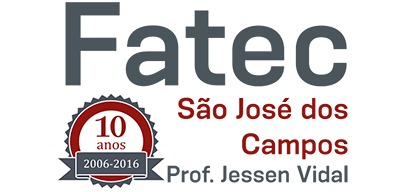 Fatec
São José dos
Campos
Prof. Jessen Vidal
10
anos
2006-2016